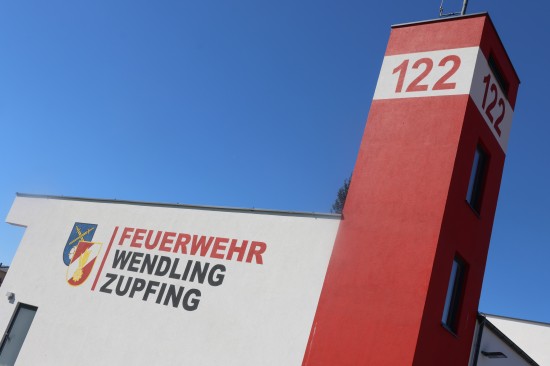 122
122
FEUERWEHR
WENDLING
ZUPFING